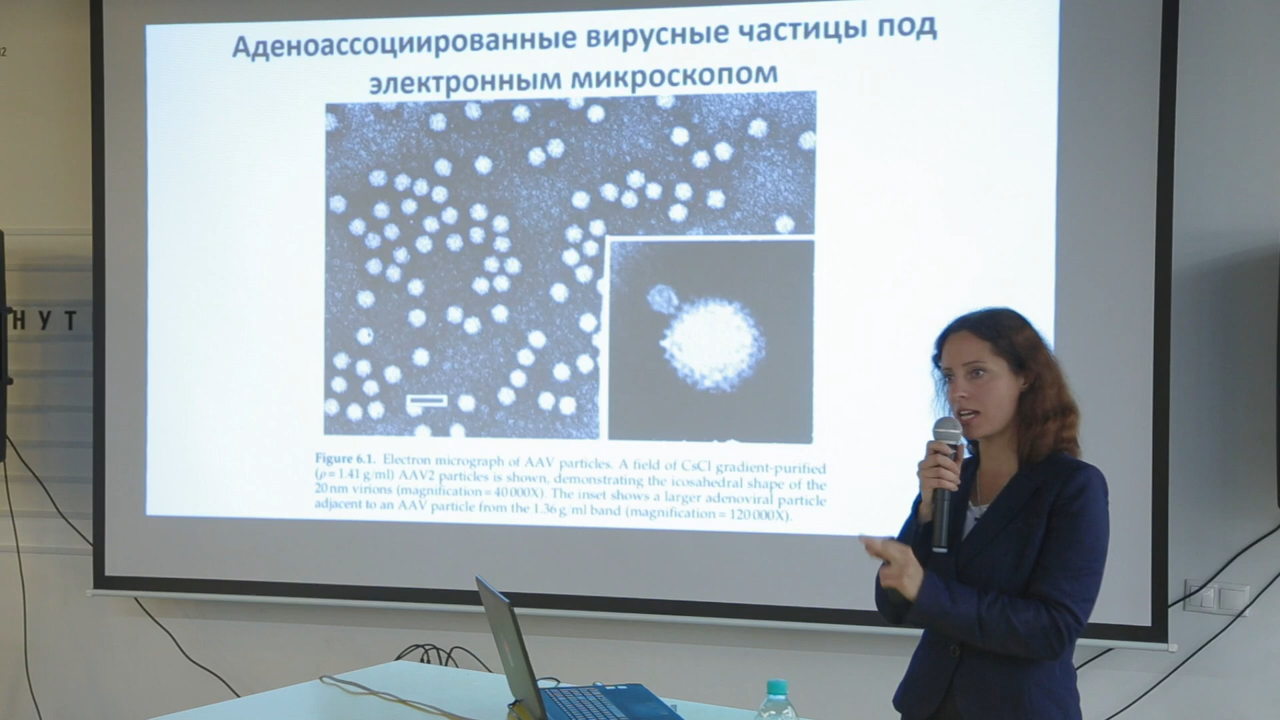 Аденоассоциированные вирусные частицы под
электронным микроскопом
Figure 6.1. Electron micrograph of AAV particles. A field of CsCl gradient-purified
(ρ = 1.41 g/ml) AAV2 particles is shown, demonstrating the icosahedral shape of the
20 nm virions (magnification = 40 000X). The inset shows a larger adenoviral particle
adjacent to an AAV particle from the 1.36 g/ml band (magnification = 120 000X).
НУТ